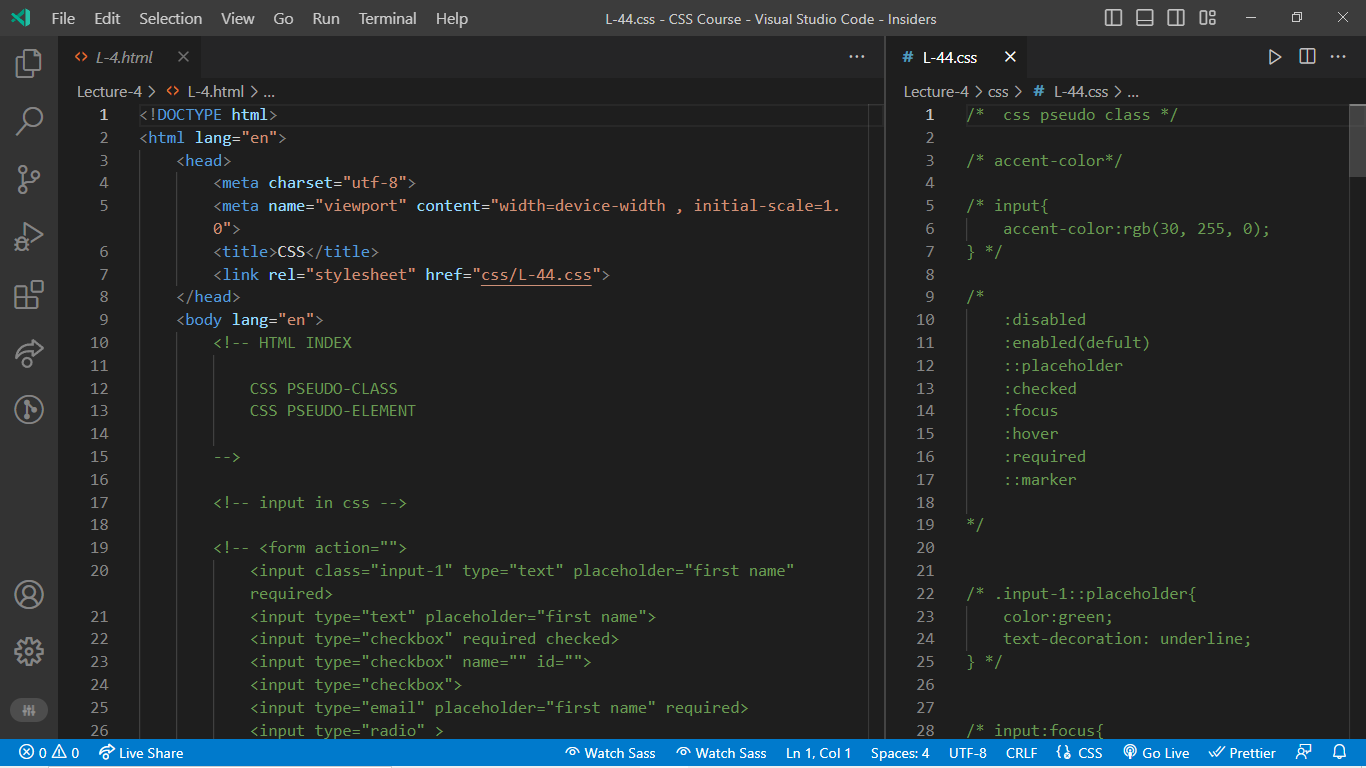 File Edit Selection View Go Run Terminal Help L-44.css - CSS Course - Visual Studio Code - Insiders
L-4.html
Lecture-4 > L-4.html > ...
1 <!DOCTYPE html>
2 <html lang="en">
3 <head>
4 <meta charset="utf-8">
5 <meta name="viewport" content="width=device-width , initial-scale=1.
0">
6 <title>CSS</title>
7 <link rel="stylesheet" href="css/L-44.css">
8 </head>
9 <body lang="en">
10 <!-- HTML INDEX
11
12 CSS PSEUDO-CLASS
13 CSS PSEUDO-ELEMENT
14
15 -->
16
17 <!-- input in css -->
18
19 <!-- <form action="">
20 <input class="input-1" type="text" placeholder="first name"
required>
21 <input type="text" placeholder="first name">
22 <input type="checkbox" required checked>
23 <input type="checkbox" name="" id="">
24 <input type="checkbox">
25 <input type="email" placeholder="first name" required>
26 <input type="radio" >
# L-44.css
Lecture-4 > css > # L-44.css > ...
1 /*  css pseudo class */
2
3 /* accent-color*/
4
5 /* input{
6 accent-color:rgb(30, 255, 0);
7 } */
8
9 /*
10 :disabled
11 :enabled(defult)
12 ::placeholder
13 :checked
14 :focus
15 :hover
16 :required
17 ::marker
18
19 */
20
21
22 /* .input-1::placeholder{
23 color:green;
24 text-decoration: underline;
25 } */
26
27
28 /* input:focus{
0 0 Live Share Watch Sass Watch Sass Ln 1, Col 1 Spaces: 4 UTF-8 CRLF CSS Go Live Prettier